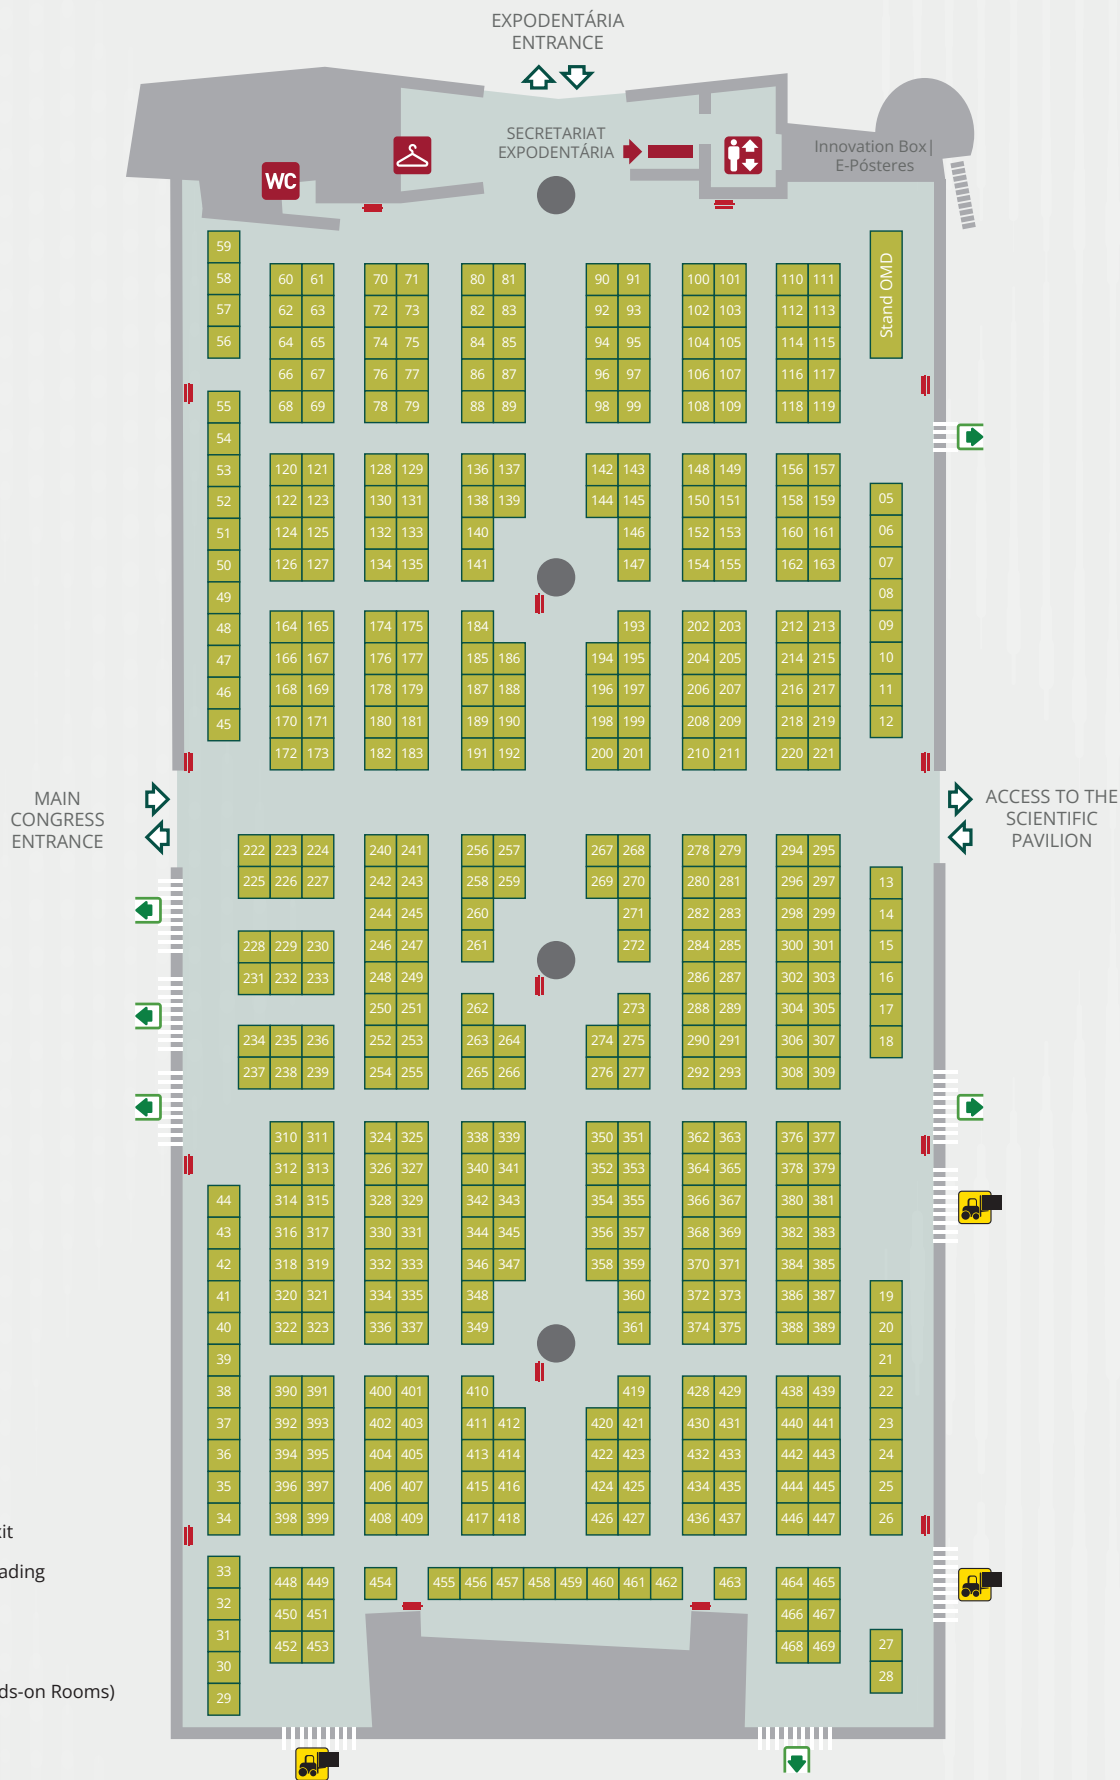 EXPODENTÁRIA
ENTRANCE
SECRETARIAT
EXPODENTÁRIA
Innovation Box|
E-Pósteres
WC
59
58
57
56
Stand OMD
60 61 70 71 80 81 90 91 100 101 110 111
62 63 72 73 82 83 92 93 102 103 112 113
64 65 74 75 84 85 94 95 104 105 114 115
66 67 76 77 86 87 96 97 106 107 116 117
68 69 78 79 88 89 98 99 108 109 118 119
55
54
53
52
51
50
49
48
47
46
45
120 121 128 129 136 137 142 143 148 149 156 157
122 123 130 131 138 139 144 145 150 151 158 159
124 125 132 133 140 146 152 153 160 161
126 127 134 135 141 147 154 155 162 163
05
06
07
08
09
10
11
12
164 165 174 175 184 193 202 203 212 213
166 167 176 177 185 186 194 195 204 205 214 215
168 169 178 179 187 188 196 197 206 207 216 217
170 171 180 181 189 190 198 199 208 209 218 219
172 173 182 183 191 192 200 201 210 211 220 221
MAIN
CONGRESS
ENTRANCE
ACCESS TO THE
SCIENTIFIC
PAVILION
222 223 224 240 241 256 257 267 268 278 279 294 295
225 226 227 242 243 258 259 269 270 280 281 296 297
244 245 260 271 282 283 298 299
228 229 230 246 247 261 272 284 285 300 301
231 232 233 248 249 286 287 302 303
250 251 262 273 288 289 304 305
234 235 236 252 253 263 264 274 275 290 291 306 307
237 238 239 254 255 265 266 276 277 292 293 308 309
13
14
15
16
17
18
310 311 324 325 338 339 350 351 362 363 376 377
312 313 326 327 340 341 352 353 364 365 378 379
314 315 328 329 342 343 354 355 366 367 380 381
316 317 330 331 344 345 356 357 368 369 382 383
318 319 332 333 346 347 358 359 370 371 384 385
320 321 334 335 348 360 372 373 386 387
322 323 336 337 349 361 374 375 388 389
44
43
42
41
40
39
38
37
36
35
34
19
20
21
22
23
24
25
26
390 391 400 401 410 419 428 429 438 439
392 393 402 403 411 412 420 421 430 431 440 441
394 395 404 405 413 414 422 423 432 433 442 443
396 397 406 407 415 416 424 425 434 435 444 445
398 399 408 409 417 418 426 427 436 437 446 447
ading
33
32
31
30
29
448 449 454 455 456 457 458 459 460 461 462 463 464 465
450 451 466 467
452 453 468 469
27
28
ds-on Rooms)